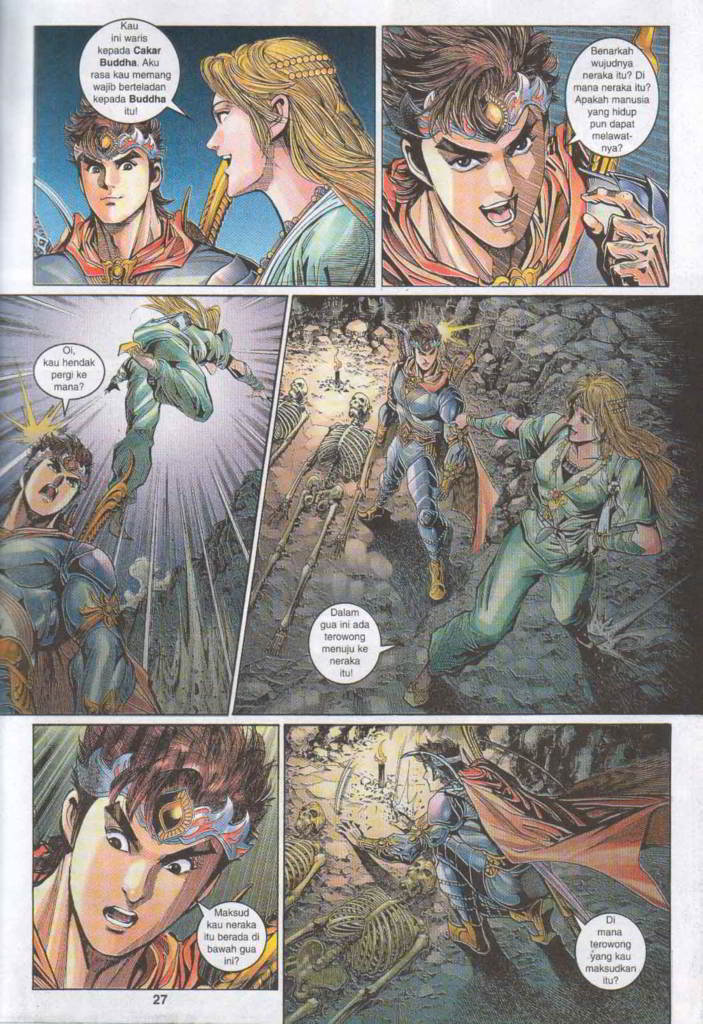 Kau
ini waris
kepada Cakar
Buddha. Aku
rasa kau memang
wajib berteladan
kepada Buddha
itu!
Benarkah
wujudnya
neraka itu? Di
mana neraka itu?
Apakah manusia
yang hidup
pun dapat
melawat-
nya?
Oi,
kau hendak
pergi ke
mana?
Dalam
gua ini ada
terowong
menuju ke
neraka
itu!
Maksud
kau neraka
itu berada di
bawah gua
ini?
Di
mana
terowong
yang kau
maksudkan
itu?
27